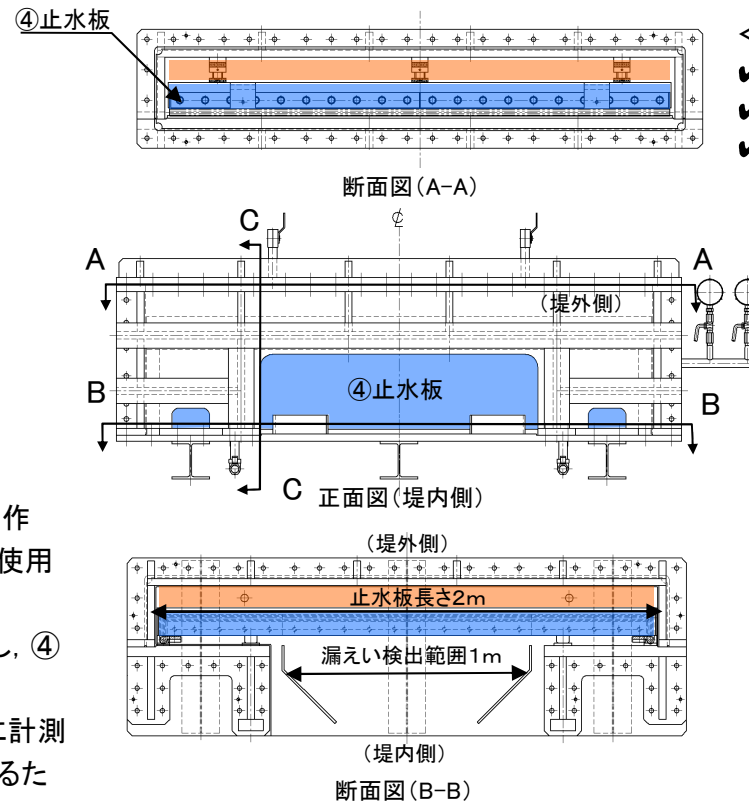 ④止水板
<
✔
✔
✔
断面図(A-A)
C
℄
A
A
(堤外側)
④止水板
B
B
C
正面図(堤内側)
作
使用
し, ④
に計測
るた
(堤外側)
止水板長さ2m
漏えい検出範囲1m
(堤内側)
断面図(B-B)